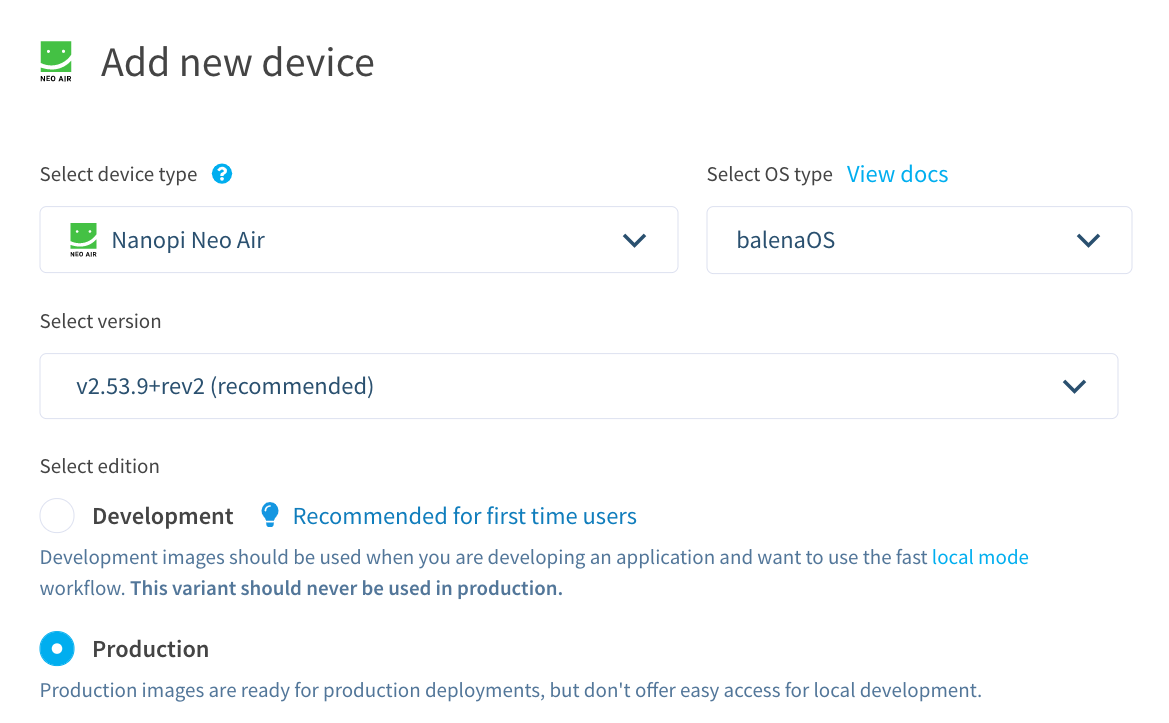 NEO AIR
Add new device
Select device type ?
Select OS type View docs
NEO AIR
Nanopi Neo Air
balenaOS
Select version
v2.53.9+rev2 (recommended)
Select edition
Development Recommended for first time users
Development images should be used when you are developing an application and want to use the fast local mode
workflow. This variant should never be used in production.
Production
Production images are ready for production deployments, but don't offer easy access for local development.